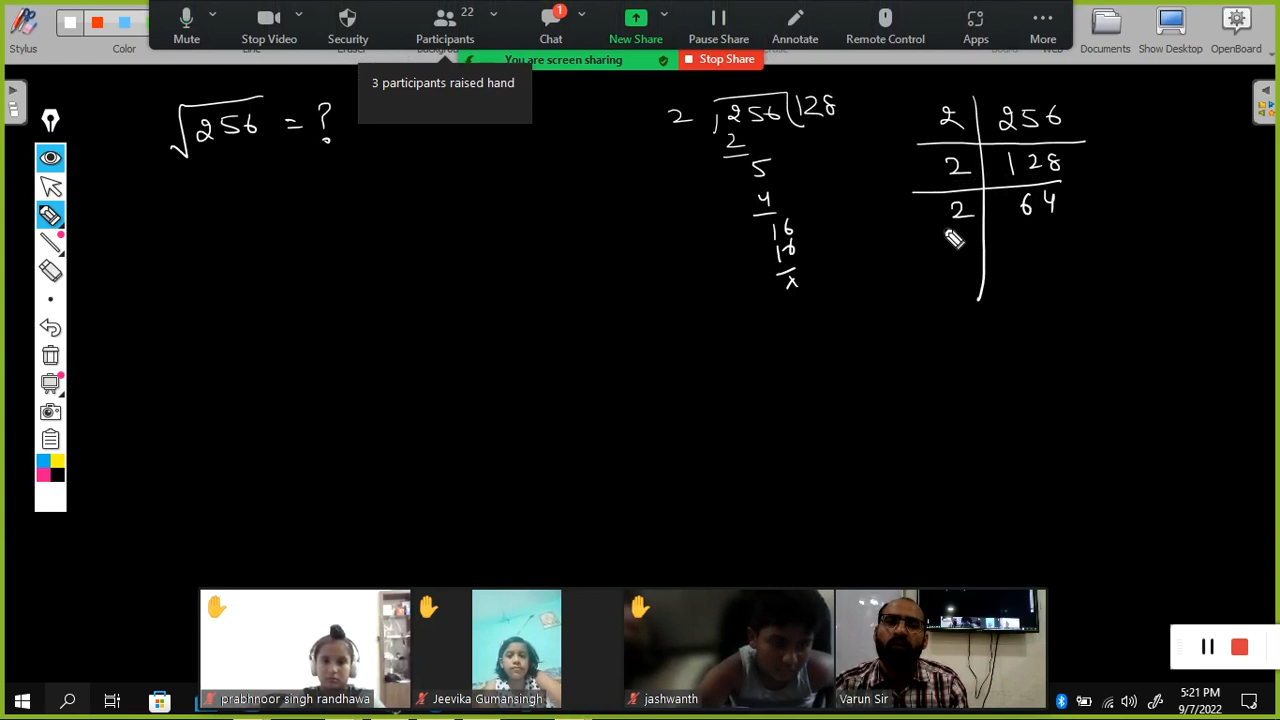 Stylus
Color
Mute
Stop Video
Security
Participants
22
Chat
1
New Share
Pause Share
Annotate
Remote Control
Apps
More
Documents
Show Desktop
OpenBoard
You are screen sharing
Stop Share
3 participants raised hand
√256 = ?
2 256 128
2
5
4
16
16
x
2 256
2 128
2 64
prabhnoor singh randhawa
Jeevika Gumansingh
jashwanth
Varun Sir
5:21 PM
9/7/2022